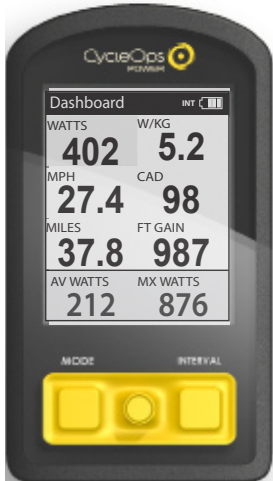 CycleOps
POWER
Dashboard INT
WATTS W/KG
402 5.2
MPH CAD
27.4 98
MILES FT GAIN
37.8 987
AV WATTS MX WATTS
212 876
MODE INTERVAL